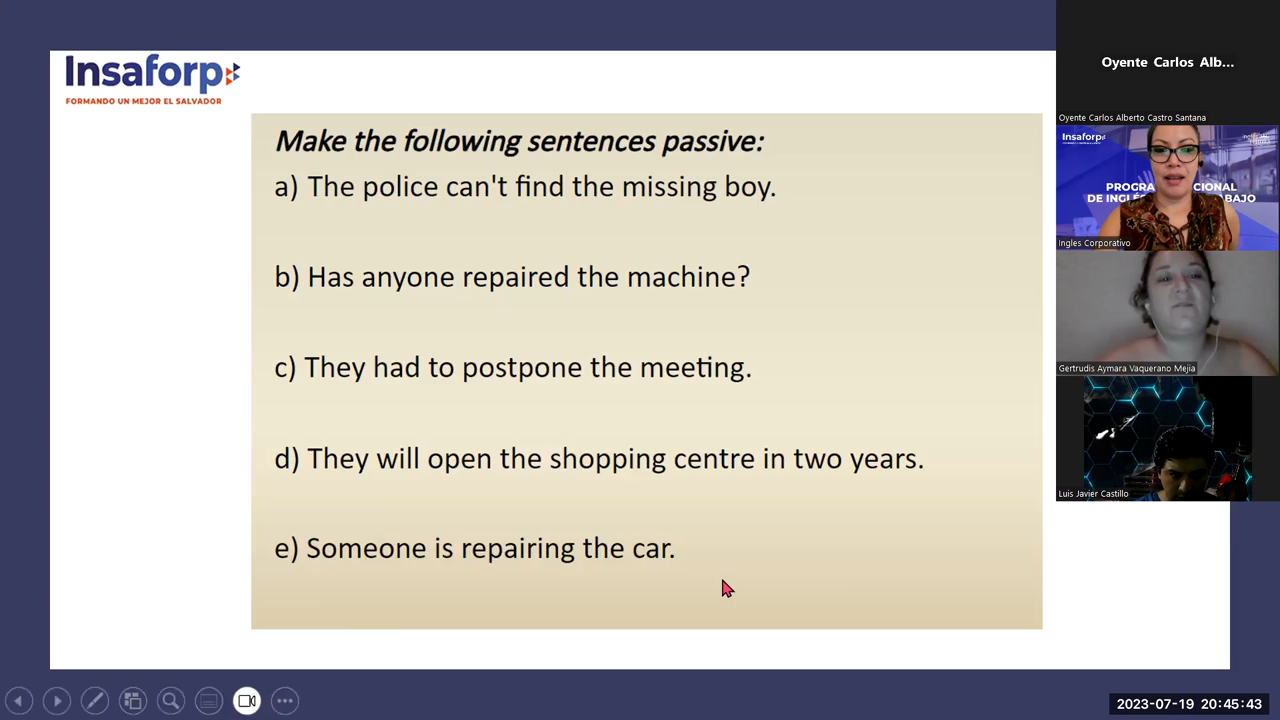 Insaforp
FORMANDO UN MEJOR EL SALVADOR
Make the following sentences passive:
a) The police can't find the missing boy.
b) Has anyone repaired the machine?
c) They had to postpone the meeting.
d) They will open the shopping centre in two years.
e) Someone is repairing the car.
Oyente Carlos Alb...
Oyente Carlos Alberto Castro Santana
Insaforp
PROGRA CIONAL
DE INGLÉ BAJO
Ingles Corporativo
Gertrudis Aymara Vaquerano Mejia
Luis Javier Castillo
2023-07-19 20:45:43